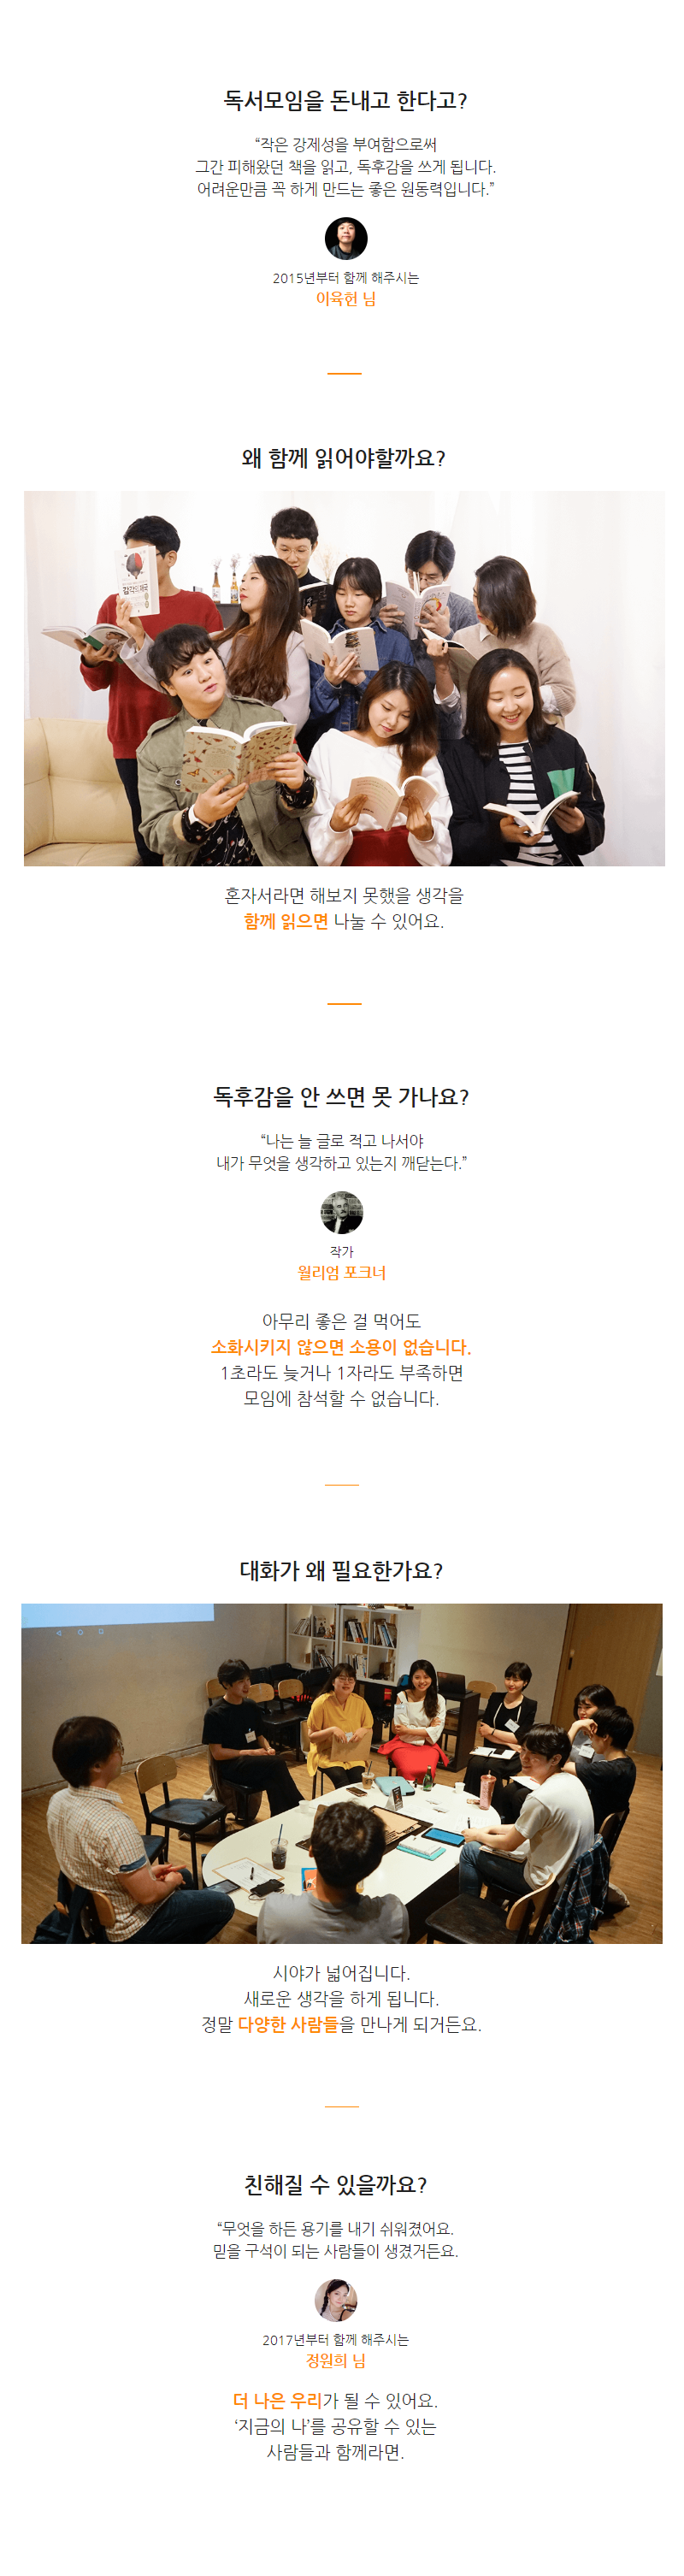 독서모임을 돈내고 한다고?
“작은 강제성을 부여함으로써
그간 피해왔던 책을 읽고, 독후감을 쓰게 됩니다.
어려운만큼 꼭 하게 만드는 좋은 원동력입니다.”
2015년부터 함께 해주시는
이육헌 님
왜 함께 읽어야할까요?
감각의 제국
혼자서라면 해보지 못했을 생각을
함께 읽으면 나눌 수 있어요.
독후감을 안 쓰면 못 가나요?
“나는 늘 글로 적고 나서야
내가 무엇을 생각하고 있는지 깨닫는다.”
작가
윌리엄 포크너
아무리 좋은 걸 먹어도
소화시키지 않으면 소용이 없습니다.
1초라도 늦거나 1자라도 부족하면
모임에 참석할 수 없습니다.
대화가 왜 필요한가요?
시야가 넓어집니다.
새로운 생각을 하게 됩니다.
정말 다양한 사람들을 만나게 되거든요.
친해질 수 있을까요?
“무엇을 하든 용기를 내기 쉬워졌어요.
믿을 구석이 되는 사람들이 생겼거든요.
2017년부터 함께 해주시는
정원희 님
더 나은 우리가 될 수 있어요.
‘지금의 나’를 공유할 수 있는
사람들과 함께라면.